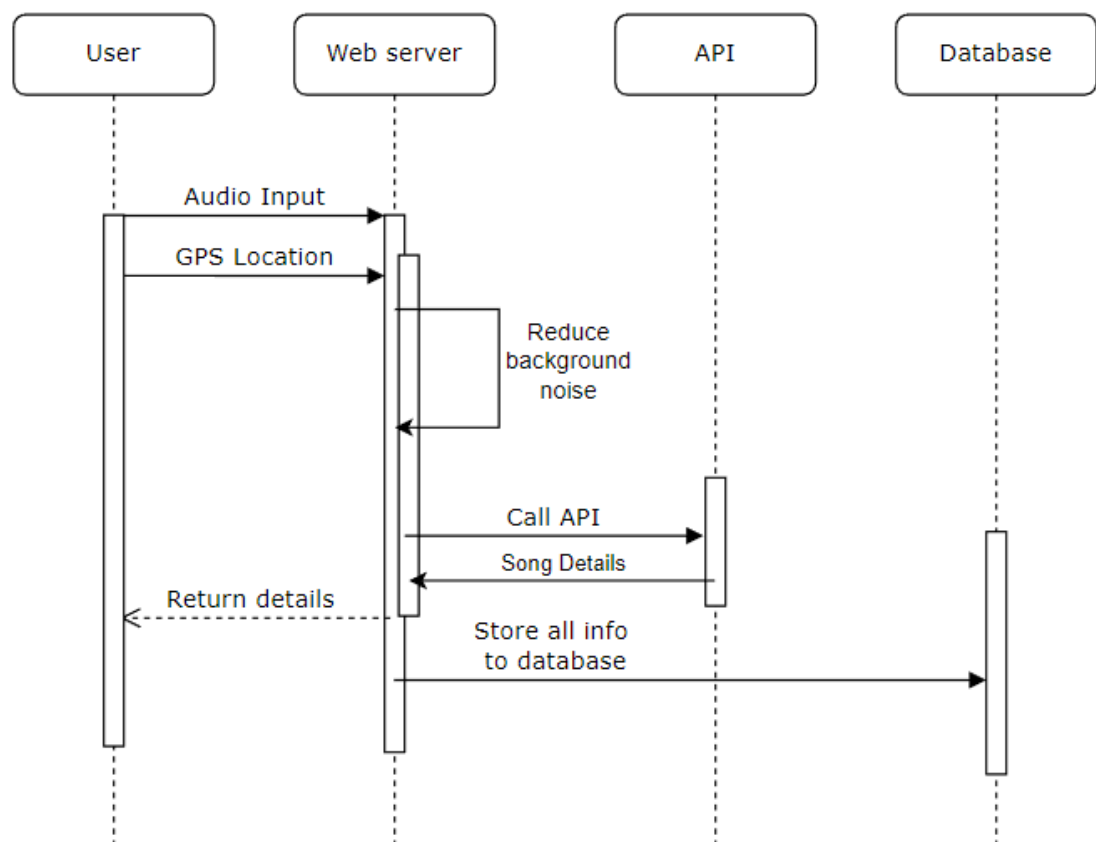 User
Web server
API
Database
Audio Input
GPS Location
Reduce
background
noise
Call API
Song Details
Return details
Store all info
to database